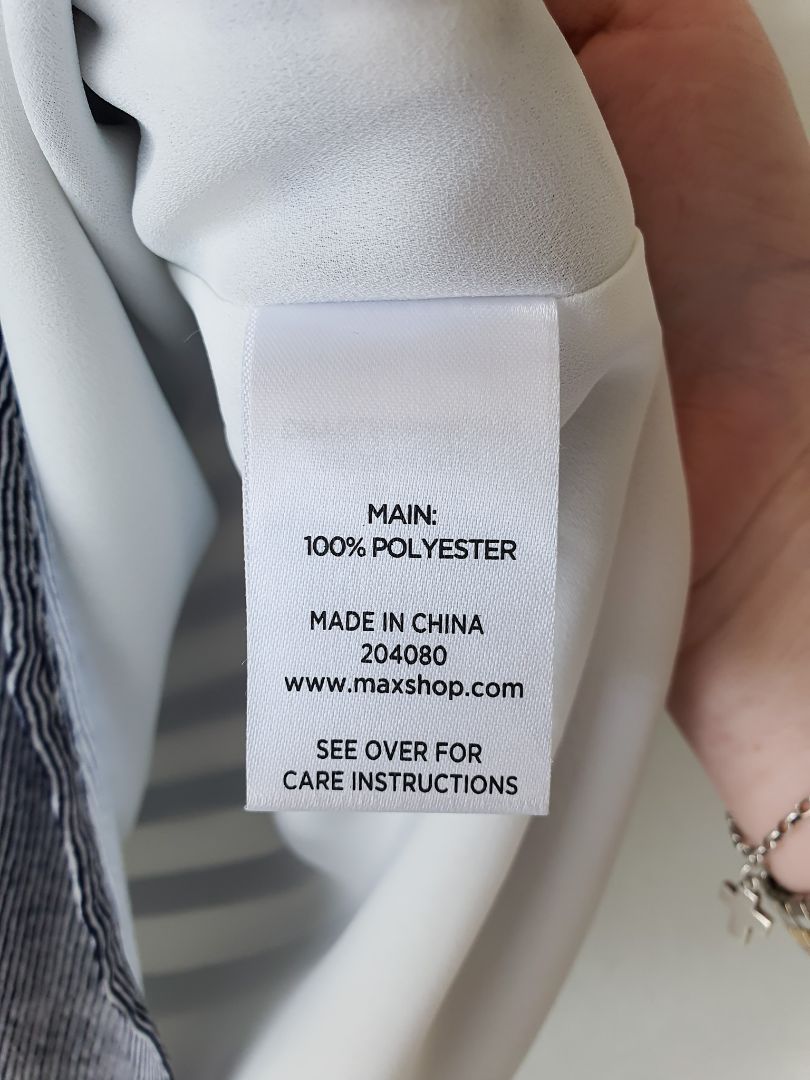 MAIN:
100% POLYESTER
MADE IN CHINA
204080
www.maxshop.com
SEE OVER FOR
CARE INSTRUCTIONS